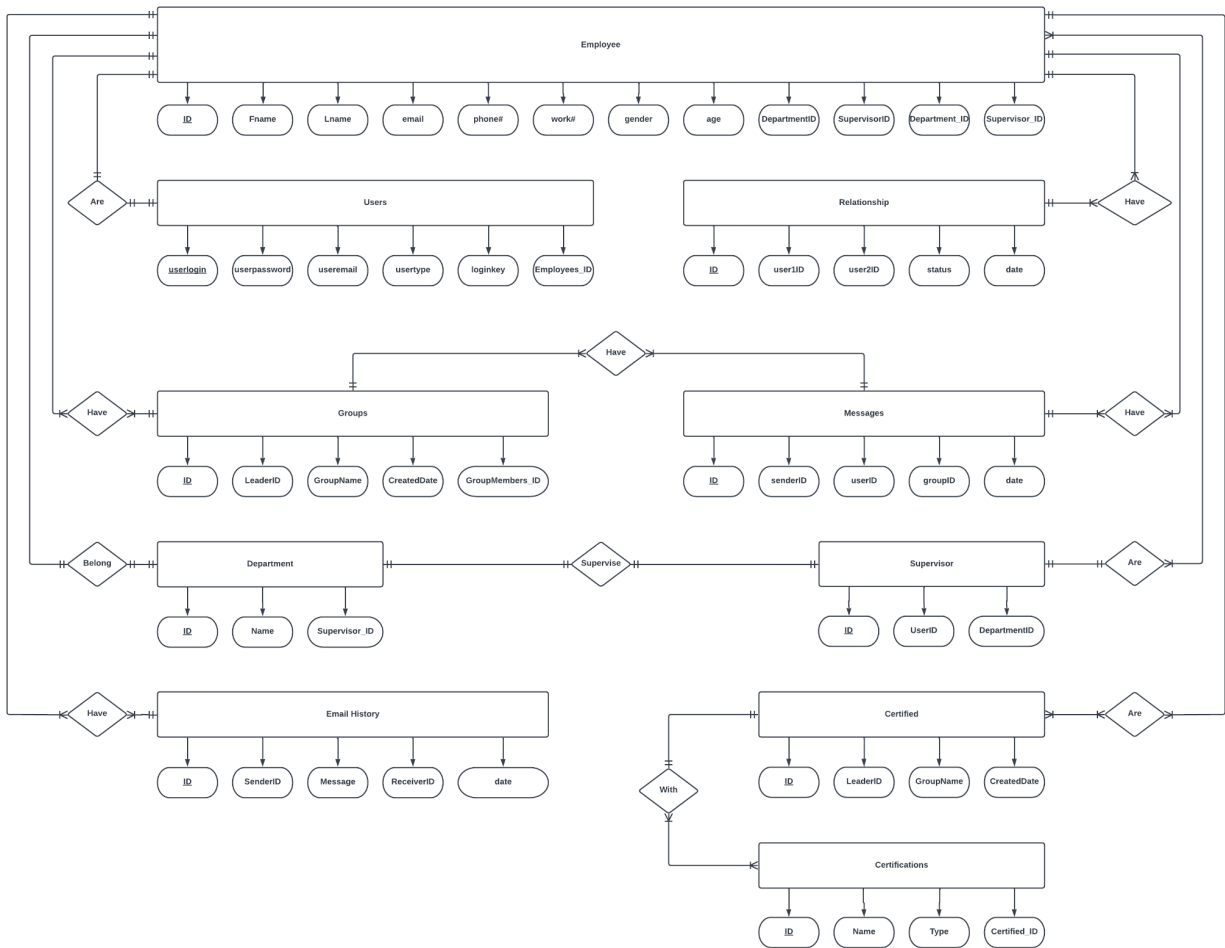 Employee
ID Fname Lname email phone# work# gender age DepartmentID SupervisorID Department_ID Supervisor_ID
Are Users Relationship Have
userlogin userpassword useremail usertype loginkey Employees_ID ID user1ID user2ID status date
Have
Have Groups Messages Have
ID LeaderID GroupName CreatedDate GroupMembers_ID ID senderID userID groupID date
Belong Department Supervise Supervisor Are
ID Name Supervisor_ID ID UserID DepartmentID
Have Email History Certified Are
ID SenderID Message ReceiverID date ID LeaderID GroupName CreatedDate
With
Certifications
ID Name Type Certified_ID